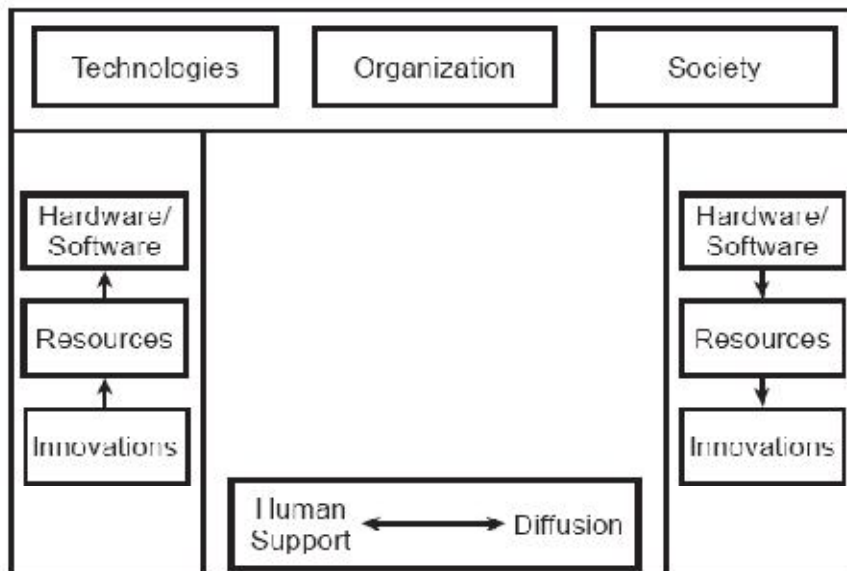 Technologies
Organization
Society
Hardware/
Software
Resources
Innovations
Hardware/
Software
Resources
Innovations
Human
Support
Diffusion